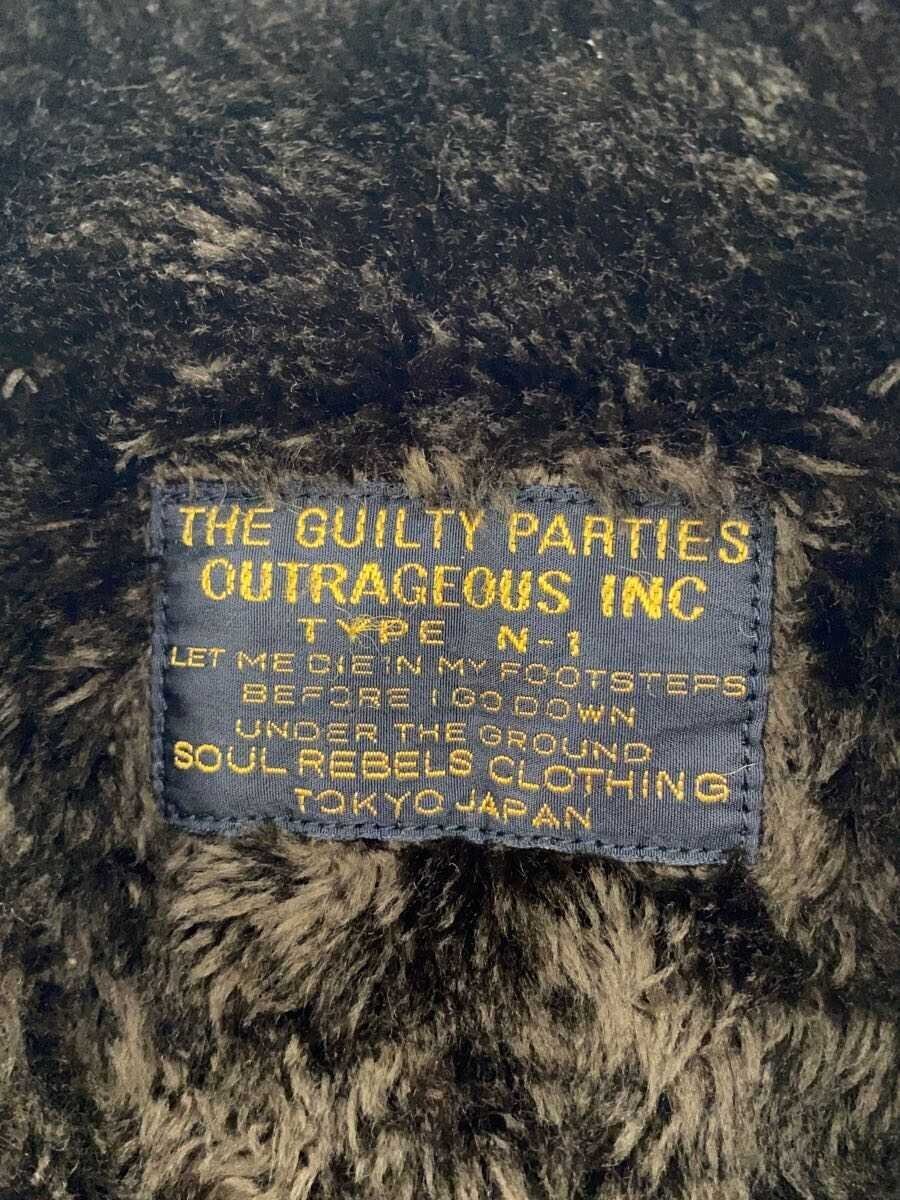 THE GUILTY PARTIES
OUTRAGEOUS INC
TYPE N-1
LET ME DIE IN MY FOOTSTEPS
BEFORE I GO DOWN
UNDER THE GROUND
SOUL REBELS CLOTHING
TOKYO JAPAN